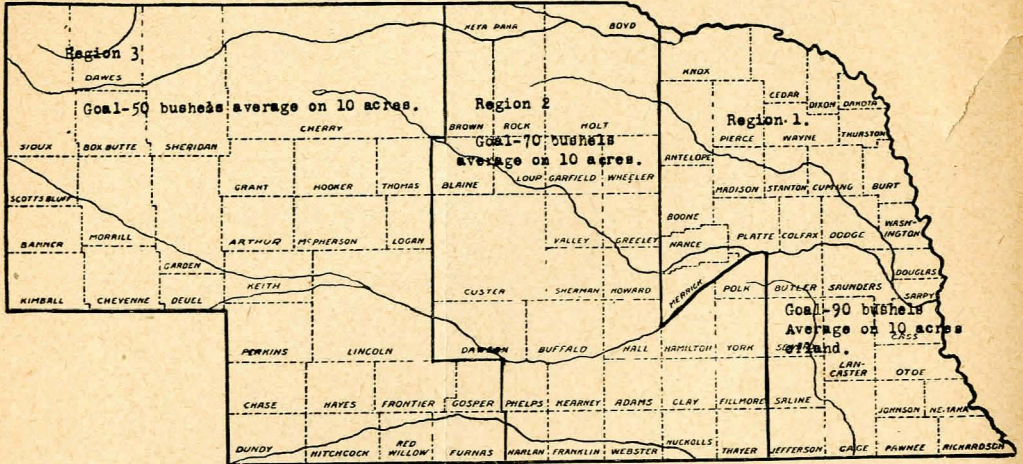 Region 3
DAWES
Goal-50 bushels average on 10 acres.
CHERRY
SIOUX BOX BUTTE SHERIDAN
GRANT HOOKER THOMAS
SCOTTS BLUFF
BANNER MORRILL
GARDEN
ARTHUR McPHERSON LOGAN
KEITH
KIMBALL CHEYENNE DEUEL
PERKINS LINCOLN
CHASE HAYES FRONTIER GOSPER
DUNDY HITCHCOCK RED WILLOW FURNAS
KEYA PAHA BOYD
Region 2
BROWN ROCK HOLT
Goal-70 bushels
average on 10 acres.
BLAINE LOUP GARFIELD WHEELER
VALLEY GREELEY
CUSTER SHERMAN HOWARD
DAWSON BUFFALO HALL HAMILTON YORK
PHELPS KEARNEY ADAMS CLAY FILLMORE SALINE
HARLAN FRANKLIN WEBSTER NUCKOLLS THAYER JEFFERSON GAGE PAWNEE RICHARDSON
KNOX
CEDAR
DIXON DAKOTA
Region 1.
PIERCE WAYNE THURSTON
ANTELOPE
MADISON STANTON CUMING BURT
BOONE
WASH-
INGTON
NANCE PLATTE COLFAX DODGE
DOUGLAS
MERRICK POLK BUTLER SAUNDERS
SARPY
Goal-90 bushels
Average on 10 acres
of land.
CASS
LAN-
CASTER OTOE
JOHNSON NEMAHA